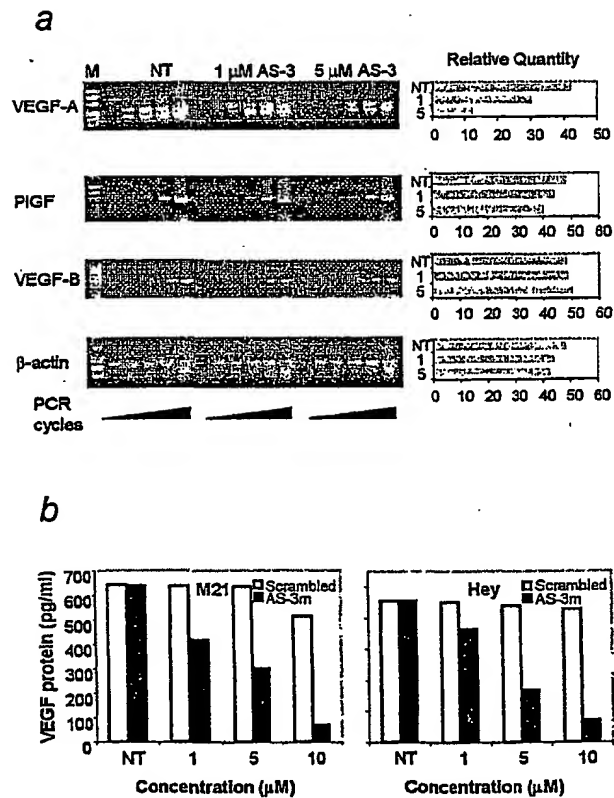 a
Relative Quantity
M NT 1 µM AS-3 5 µM AS-3
VEGF-A
NT
1
5
0 10 20 30 40 50
PlGF
NT
1
5
0 10 20 30 40 50 60
VEGF-B
NT
1
5
0 10 20 30 40 50 60
β-actin
NT
1
5
0 10 20 30 40 50 60
PCR
cycles
b
VEGF protein (pg/ml)
700
600
500
400
300
200
100
0
M21
Scrambled
AS-3m
NT 1 5 10
Concentration (µM)
Hey
Scrambled
AS-3m
NT 1 5 10
Concentration (µM)